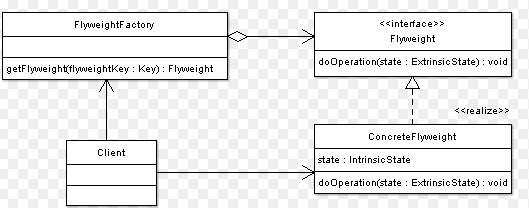 FlyweightFactory
getFlyweight(flyweightKey : Key) : Flyweight
<<interface>>
Flyweight
doOperation(state : ExtrinsicState) : void
<<realize>>
Client
ConcreteFlyweight
state : IntrinsicState
doOperation(state : ExtrinsicState) : void